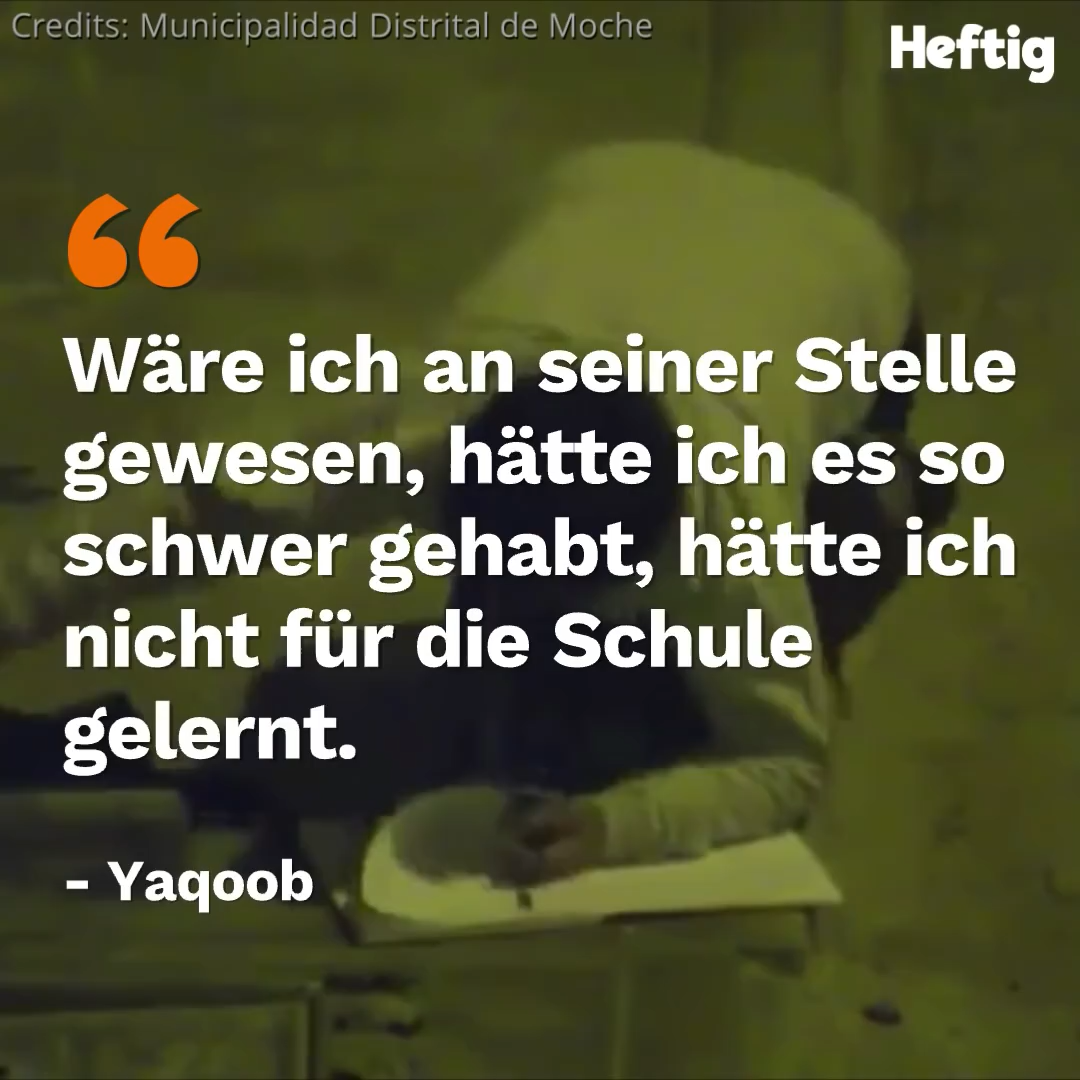 Credits: Municipalidad Distrital de Moche
Heftig
“
Wäre ich an seiner Stelle
gewesen, hätte ich es so
schwer gehabt, hätte ich
nicht für die Schule
gelernt.
- Yaqoob